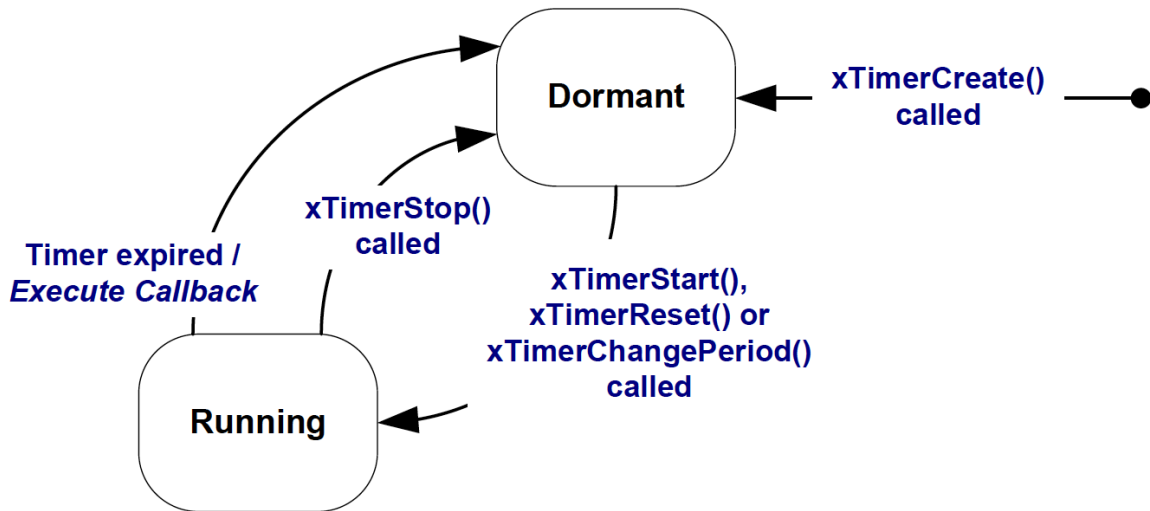 Dormant
xTimerCreate()
called
xTimerStop()
called
Timer expired /
Execute Callback
xTimerStart(),
xTimerReset() or
xTimerChangePeriod()
called
Running